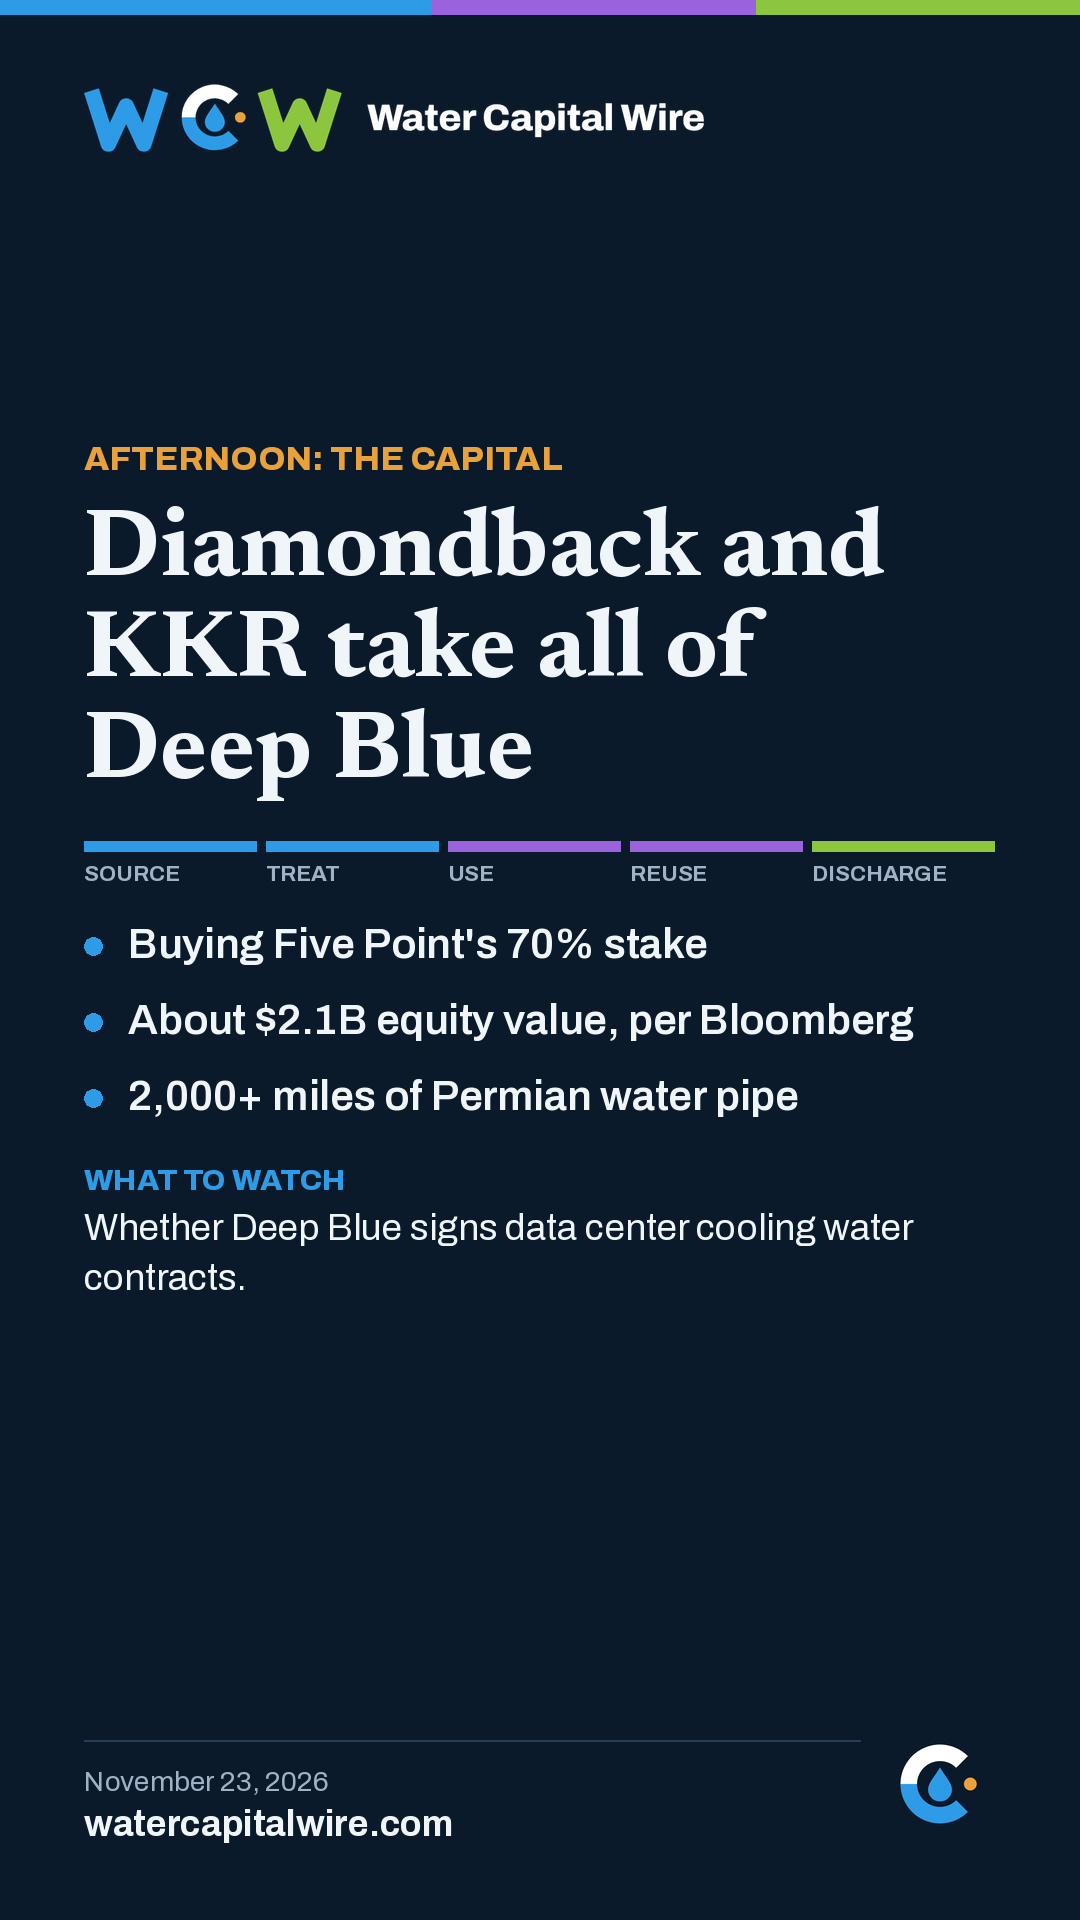 WCW Water Capital Wire
AFTERNOON: THE CAPITAL
Diamondback and
KKR take all of
Deep Blue
SOURCE TREAT USE REUSE DISCHARGE
Buying Five Point's 70% stake
About $2.1B equity value, per Bloomberg
2,000+ miles of Permian water pipe
WHAT TO WATCH
Whether Deep Blue signs data center cooling water
contracts.
November 23, 2026
watercapitalwire.com